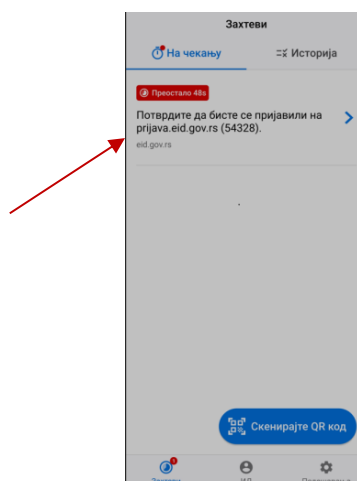 Захтеви
На чекању
Историја
Преостало 48s
Потврдите да бисте се пријавили на
prijava.eid.gov.rs (54328).
eid.gov.rs
Скенирајте QR код